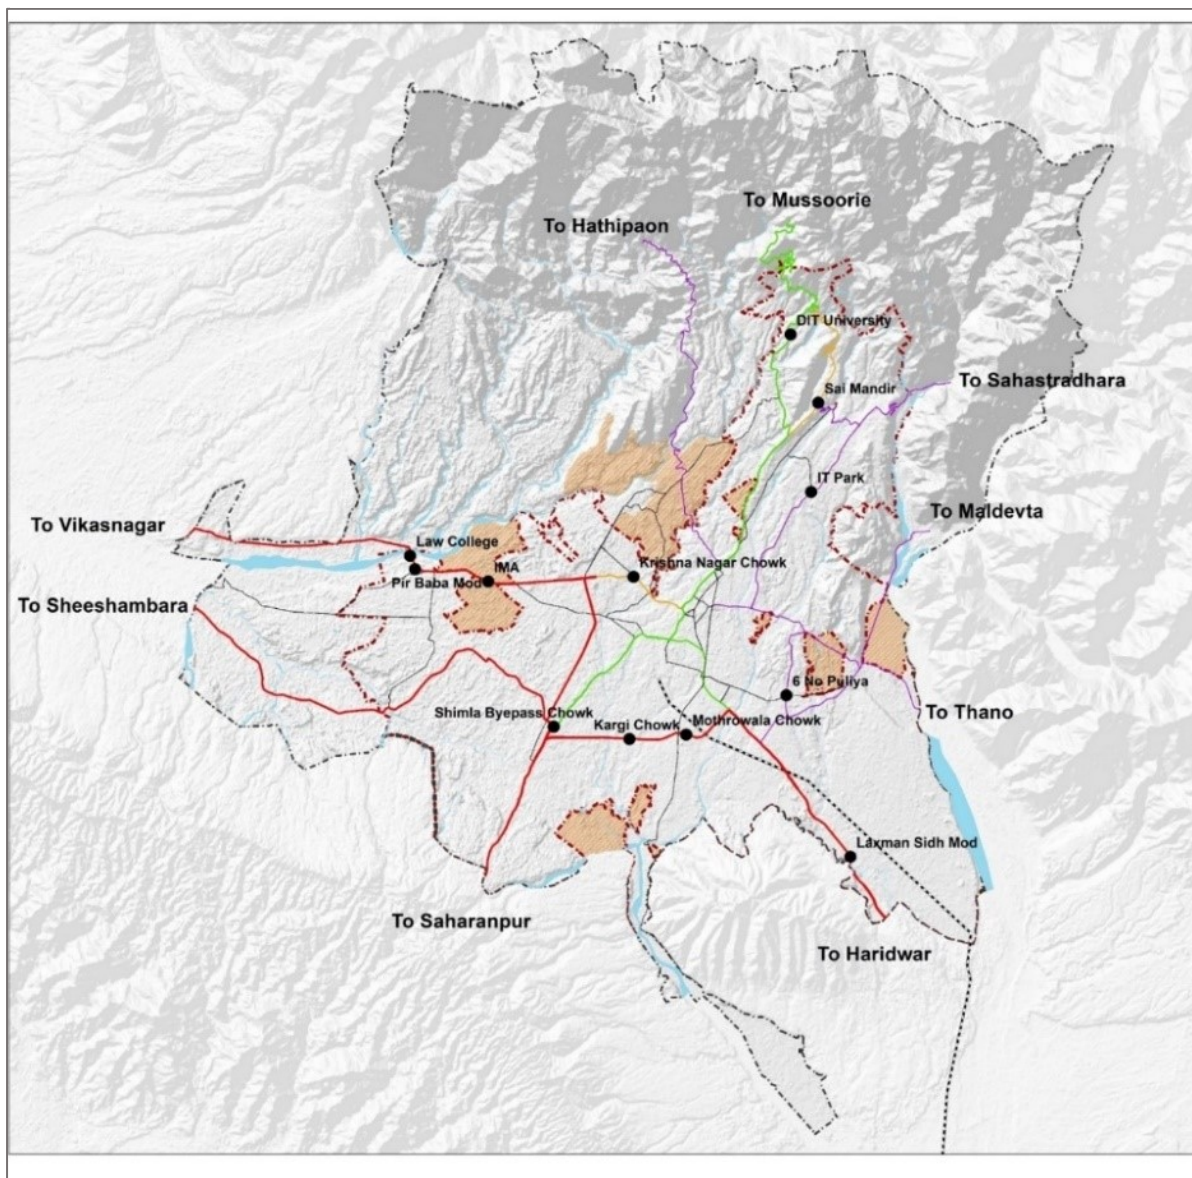 To Mussoorie
To Hathipaon
DIT University
To Sahastradhara
Sai Mandir
IT Park
To Maldevta
To Vikasnagar
Law College
Krishna Nagar Chowk
IMA
Pir Baba Mod
To Sheeshambara
6 No Puliya
To Thano
Shimla Byepass Chowk
Kargi Chowk
Mothrowala Chowk
Laxman Sidh Mod
To Saharanpur
To Haridwar